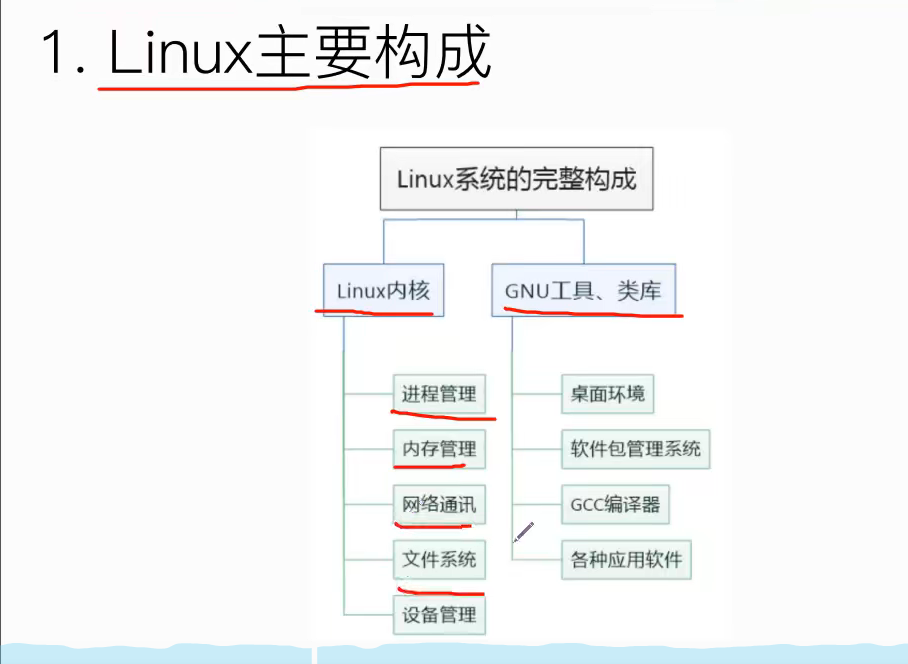 1. Linux主要构成
Linux系统的完整构成
Linux内核
GNU工具、类库
进程管理
内存管理
网络通讯
文件系统
设备管理
桌面环境
软件包管理系统
GCC编译器
各种应用软件